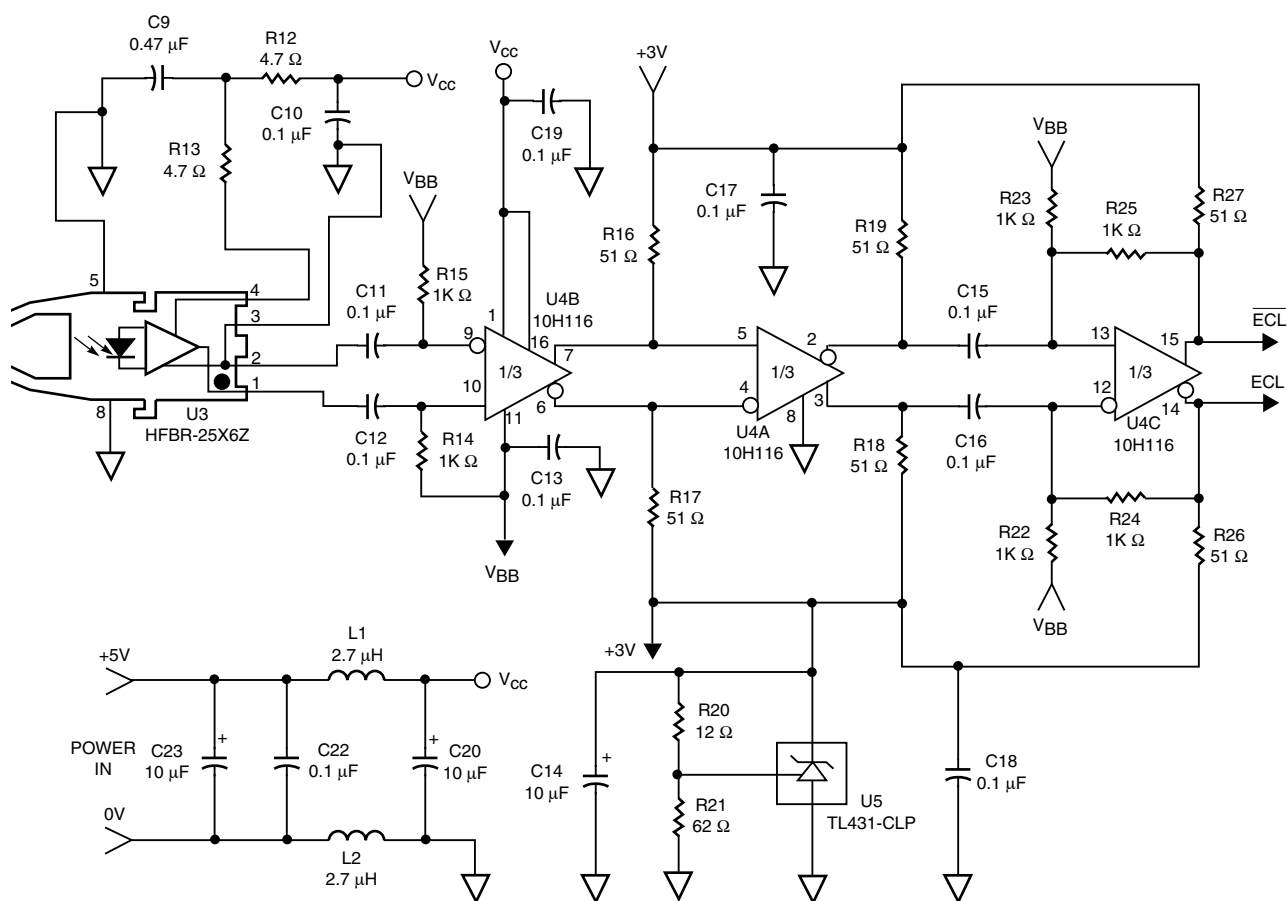 C9
0.47 μF
R12
4.7 Ω
VCC
C10
0.1 μF
R13
4.7 Ω
VCC
C19
0.1 μF
+3V
C17
0.1 μF
VBB
R15
1K Ω
R16
51 Ω
R19
51 Ω
VBB
R23
1K Ω
R25
1K Ω
R27
51 Ω
5
4
3
2
1
8
U3
HFBR-25X6Z
C11
0.1 μF
C12
0.1 μF
R14
1K Ω
9
10
1
16
7
6
11
1/3
U4B
10H116
C13
0.1 μF
VBB
5
4
2
3
8
1/3
U4A
10H116
R17
51 Ω
R18
51 Ω
C15
0.1 μF
C16
0.1 μF
13
12
15
14
1/3
U4C
10H116
ECL
ECL
R22
1K Ω
R24
1K Ω
R26
51 Ω
VBB
+3V
+5V
L1
2.7 μH
VCC
POWER
IN
C23
10 μF
+
C22
0.1 μF
C20
10 μF
+
0V
L2
2.7 μH
C14
10 μF
+
R20
12 Ω
R21
62 Ω
U5
TL431-CLP
C18
0.1 μF